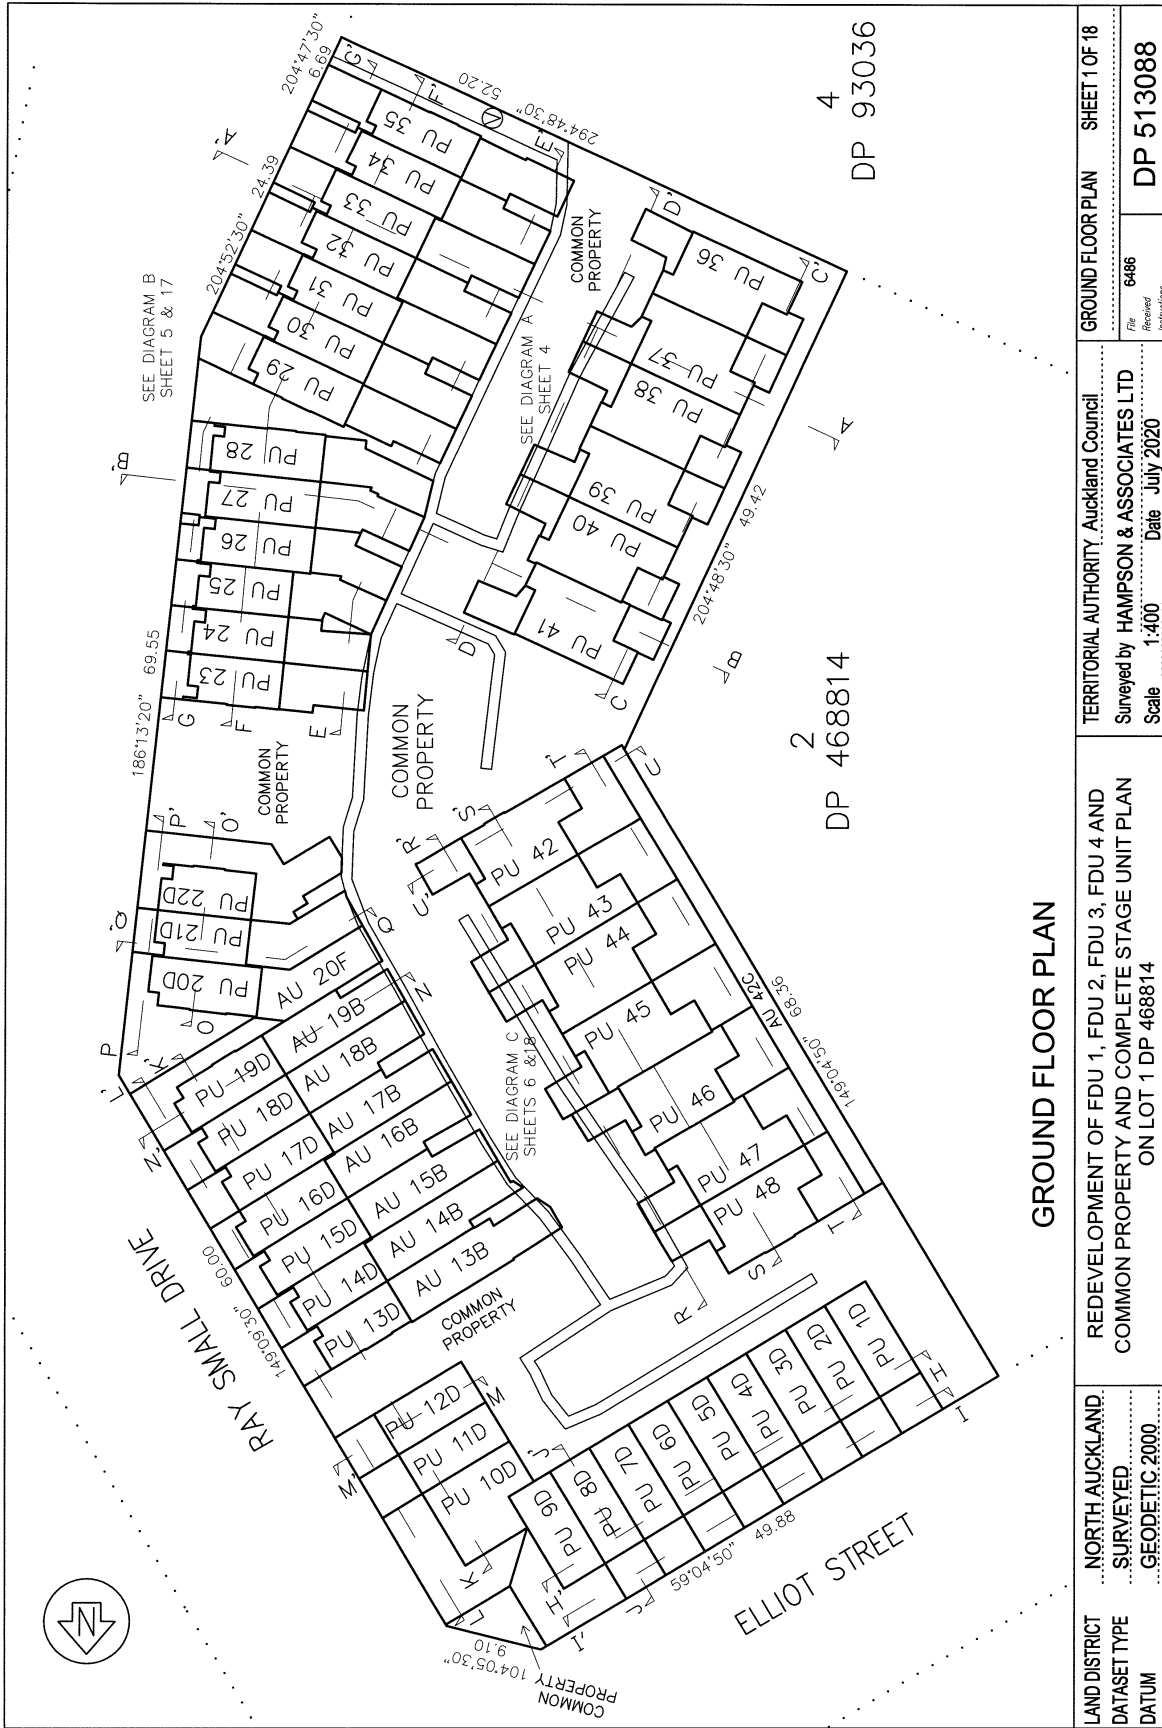 204°47'30"
6.69
24.39
204°52'30"
SEE DIAGRAM B
SHEET 5 & 17
A'
B'
G'
F'
E'
D'
C'
V
52.20
294°48'30"
4
DP 93036
PU 35
PU 34
PU 33
PU 32
PU 31
PU 30
PU 29
PU 28
PU 27
PU 26
PU 25
PU 24
PU 23
COMMON
PROPERTY
SEE DIAGRAM A
SHEET 4
PU 36
PU 37
PU 38
PU 39
PU 40
PU 41
A
B
C
D
E
F
G
204°48'30"
49.42
186°13'20"
69.55
COMMON
PROPERTY
COMMON
PROPERTY
2
DP 468814
P'
O'
Q'
P
O
Q
PU 22D
PU 21D
PU 20D
AU 20F
L'
K'
N'
N
PU 19D
AU 19B
PU 18D
AU 18B
PU 17D
AU 17B
PU 16D
AU 16B
PU 15D
AU 15B
PU 14D
AU 14B
PU 13D
AU 13B
COMMON
PROPERTY
RAY SMALL DRIVE
149°09'30"
60.00
SEE DIAGRAM C
SHEETS 6 &18
R'
S'
T'
U'
U
PU 42
PU 43
PU 44
PU 45
PU 46
PU 47
PU 48
AU 42C
149°04'50"
68.36
R
S
T
M'
M
PU 12D
PU 11D
PU 10D
PU 9D
PU 8D
PU 7D
PU 6D
PU 5D
PU 4D
PU 3D
PU 2D
PU 1D
J'
H
I
K
L
H'
I'
J
59°04'50"
49.88
ELLIOT STREET
104°05'30"
9.10
COMMON
PROPERTY
N
GROUND FLOOR PLAN
LAND DISTRICT NORTH AUCKLAND
DATASET TYPE SURVEYED
DATUM GEODETIC 2000
REDEVELOPMENT OF FDU 1, FDU 2, FDU 3, FDU 4 AND
COMMON PROPERTY AND COMPLETE STAGE UNIT PLAN
ON LOT 1 DP 468814
TERRITORIAL AUTHORITY Auckland Council
Surveyed by HAMPSON & ASSOCIATES LTD
Scale 1:400 Date July 2020
GROUND FLOOR PLAN SHEET 1 OF 18
File 6486
Received
Instructions
DP 513088